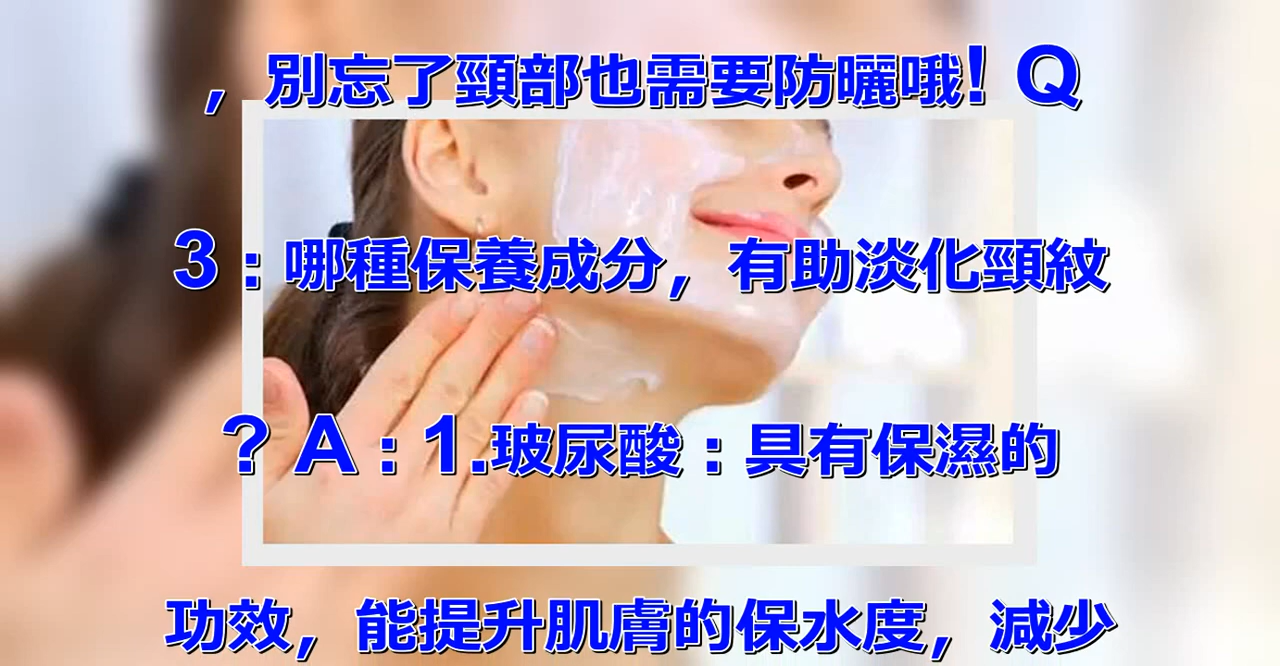 ，別忘了頸部也需要防曬哦！Q
3：哪種保養成分，有助淡化頸紋
？A：1.玻尿酸：具有保濕的
功效，能提升肌膚的保水度，減少